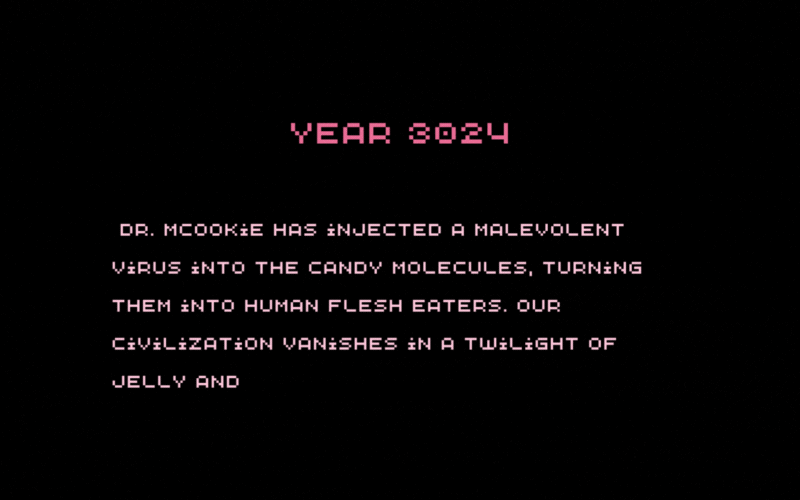 YEAR 3024
DR. MCOOKiE HAS iNJECTED A MALEVOLENT
ViRUS iNTO THE CANDY MOLECULES, TURNiNG
THEM iNTO HUMAN FLESH EATERS. OUR
CiViLiZATiON VANiSHES iN A TWiLiGHT OF
JELLY AND